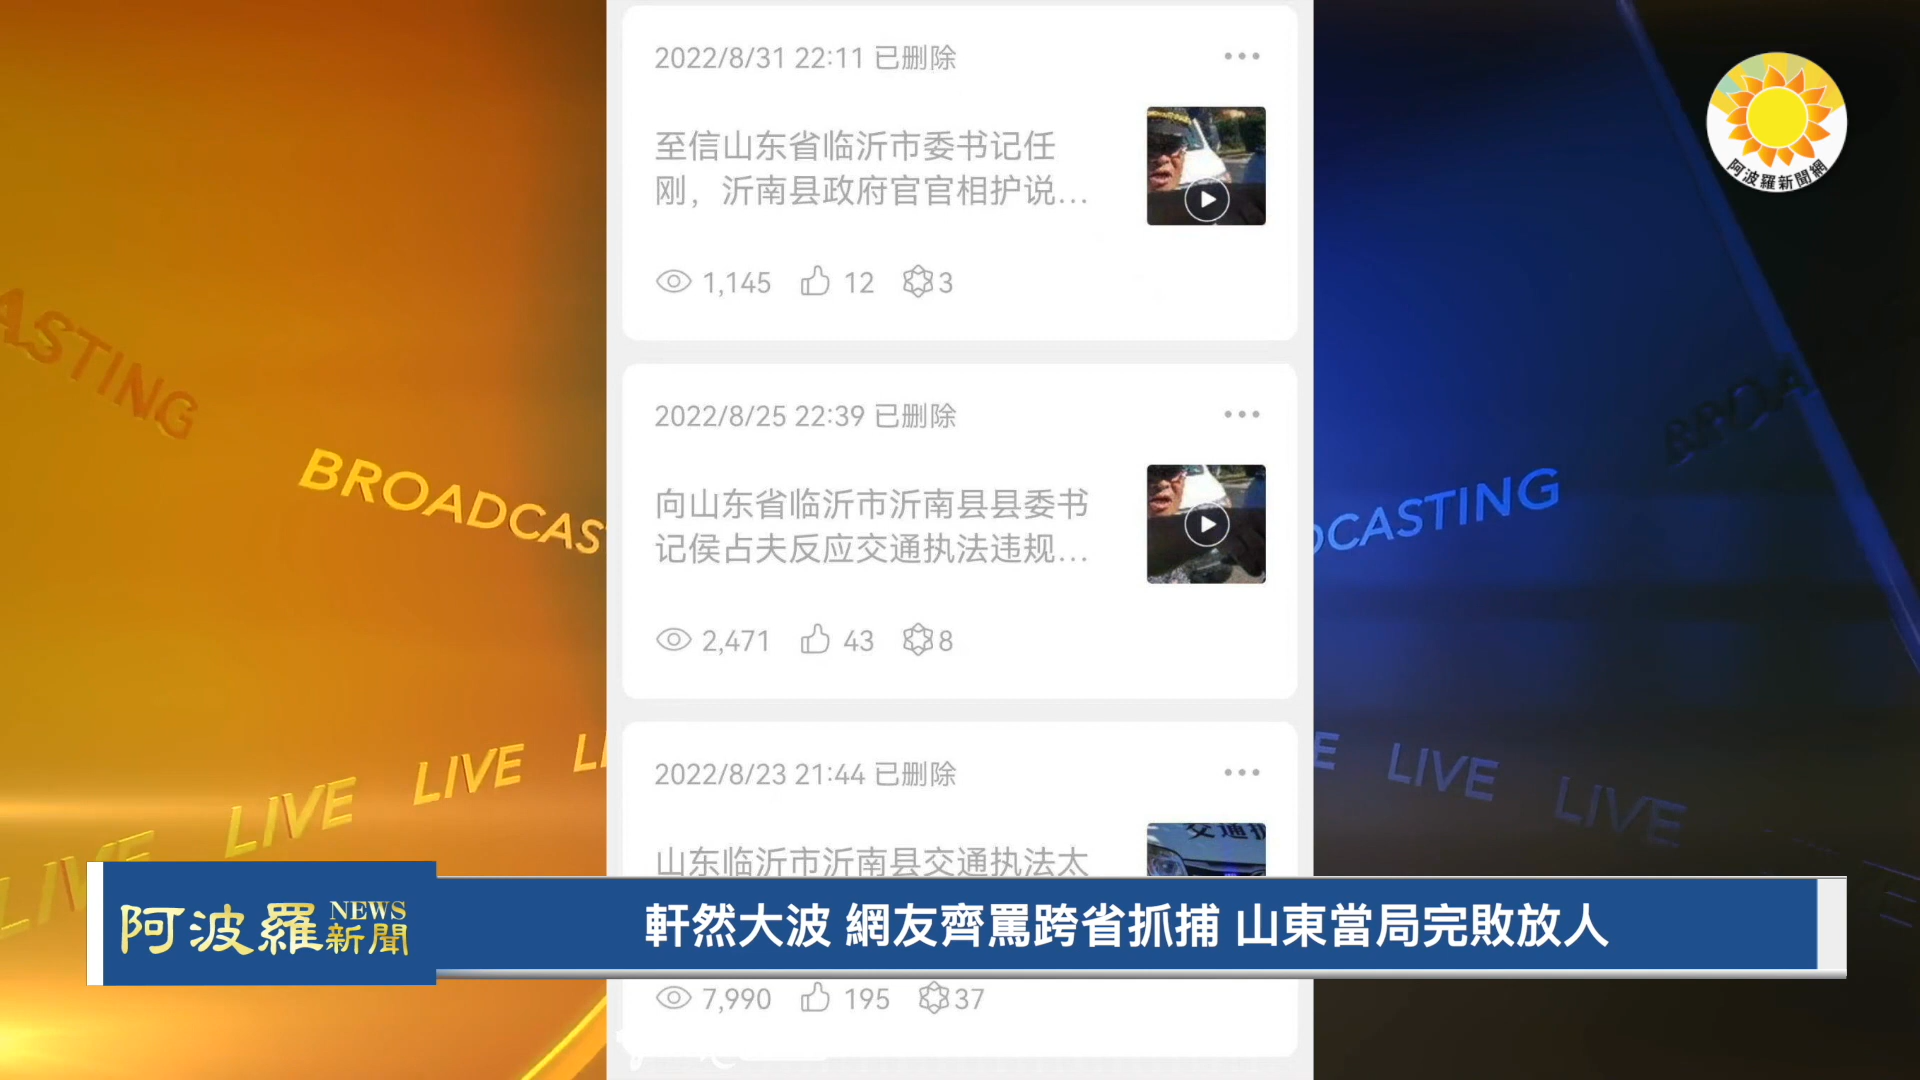 2022/8/31 22:11 已删除
至信山东省临沂市委书记任
刚，沂南县政府官官相护说...
1,145 12 3
阿波羅新聞網
2022/8/25 22:39 已删除
向山东省临沂市沂南县县委书
记侯占夫反应交通执法违规...
2,471 43 8
ASTING
BROADCAS
DCASTING
BROA
2022/8/23 21:44 已删除
山东临沂市沂南县交通执法太
交通执
LIVE
LIVE
LIVE
LI
E
LIVE
LIVE
阿波羅 NEWS 新聞
軒然大波 網友齊罵跨省抓捕 山東當局完敗放人
7,990 195 37